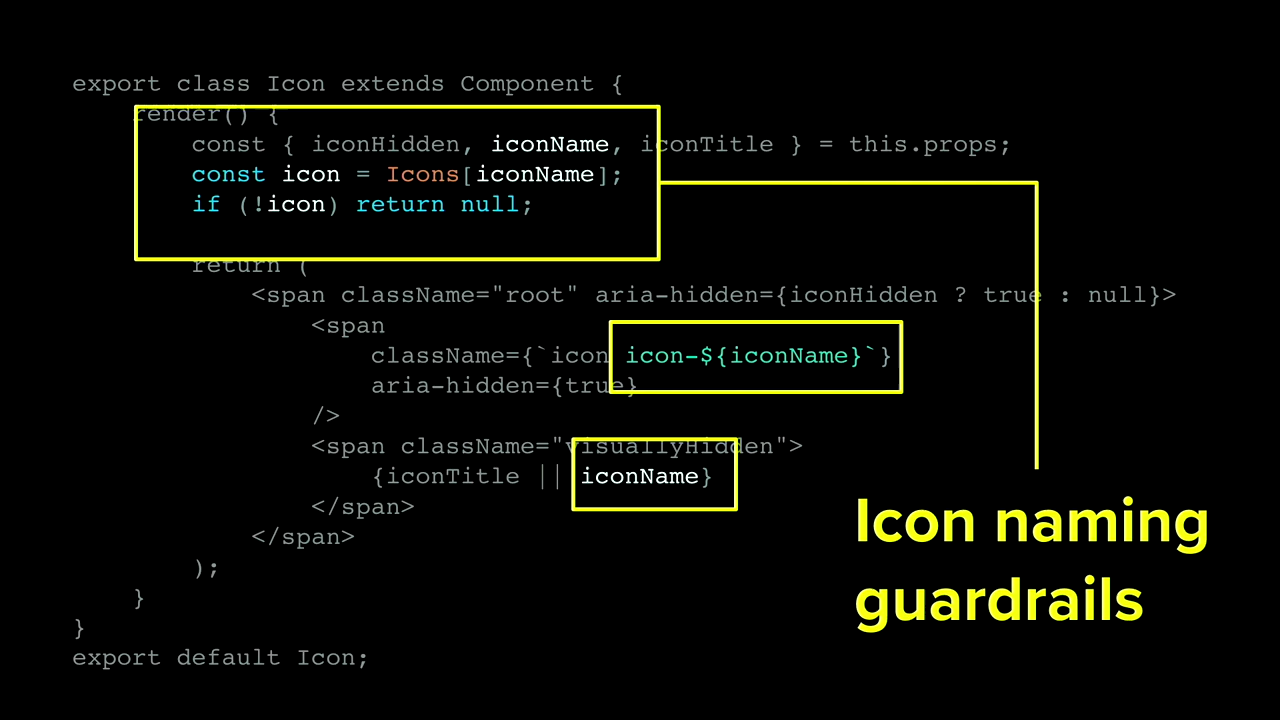 export class Icon extends Component {
render() {
const { iconHidden, iconName, iconTitle } = this.props;
const icon = Icons[iconName];
if (!icon) return null;
return (
<span className="root" aria-hidden={iconHidden ? true : null}>
<span
className={`icon icon-${iconName}`}
aria-hidden={true}
/>
<span className="visuallyHidden">
{iconTitle || iconName}
</span>
</span>
);
}
}
export default Icon;
Icon naming
guardrails